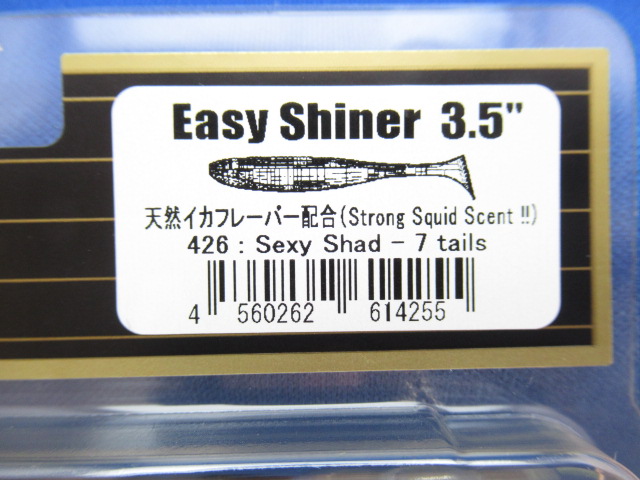 Easy Shiner 3.5"
天然イカフレーバー配合(Strong Squid Scent !!)
426 : Sexy Shad - 7 tails
4 560262 614255